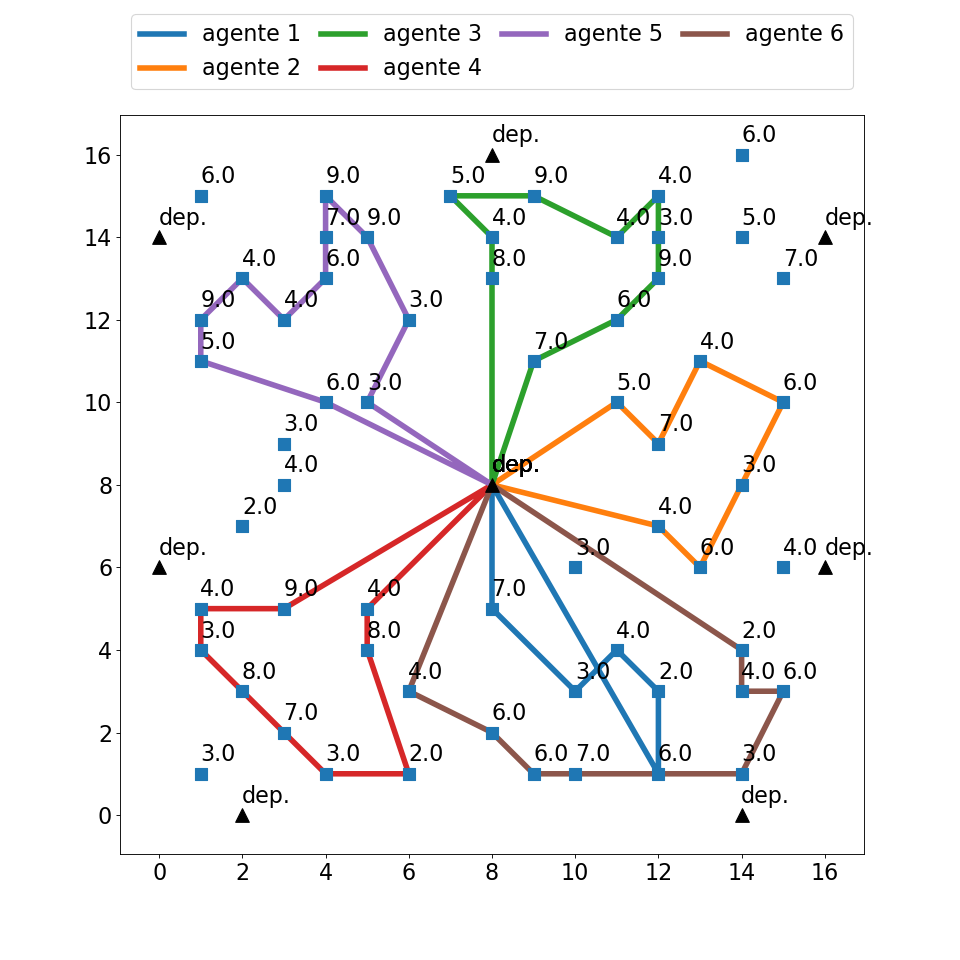 agente 1 agente 3 agente 5 agente 6
agente 2 agente 4
6.0
dep.
16
6.0 9.0 5.0 9.0 4.0
dep. 7.0 9.0 4.0 4.0 3.0 5.0 dep.
14
4.0 6.0 8.0 9.0 7.0
9.0 4.0 3.0 6.0
12
5.0 7.0 4.0
6.0 3.0 5.0 6.0
10
3.0 7.0
4.0 dep. 3.0
8
2.0 4.0
dep. 3.0 6.0 4.0 dep.
6
4.0 9.0 4.0 7.0
3.0 8.0 4.0 2.0
4
8.0 4.0 3.0 2.0 4.0 6.0
7.0 6.0
2
3.0 3.0 2.0 6.0 7.0 6.0 3.0
dep. dep.
0
0 2 4 6 8 10 12 14 16